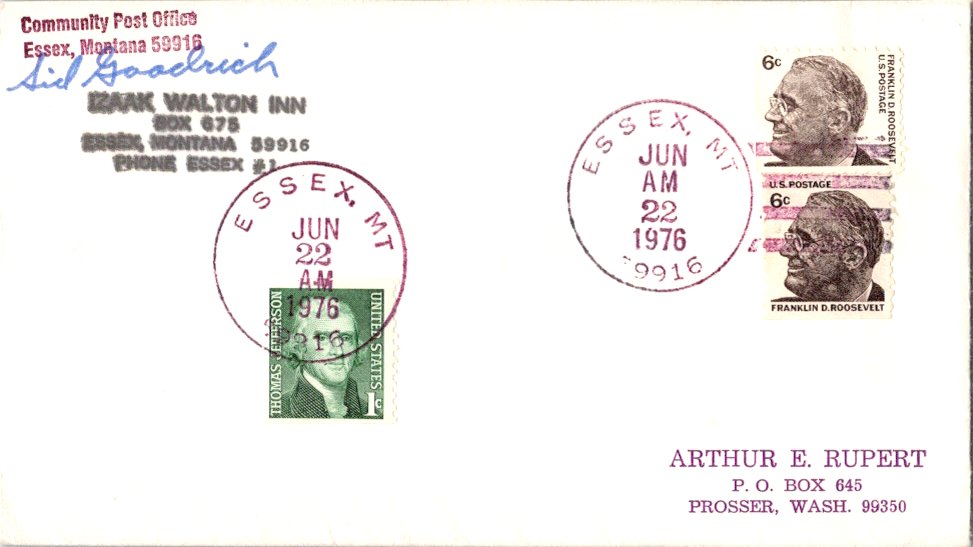 Community Post Office
Essex, Montana 59916
Sid Goodrich
IZAAK WALTON INN
BOX 675
ESSEX, MONTANA 59916
PHONE ESSEX #1
ESSEX, MT
JUN
22
AM
1976
59916
THOMAS JEFFERSON
UNITED STATES
1c
ESSEX, MT
JUN
AM
22
1976
59916
6c
FRANKLIN D. ROOSEVELT
U.S. POSTAGE
U.S. POSTAGE
6c
FRANKLIN D. ROOSEVELT
ARTHUR E. RUPERT
P. O. BOX 645
PROSSER, WASH. 99350